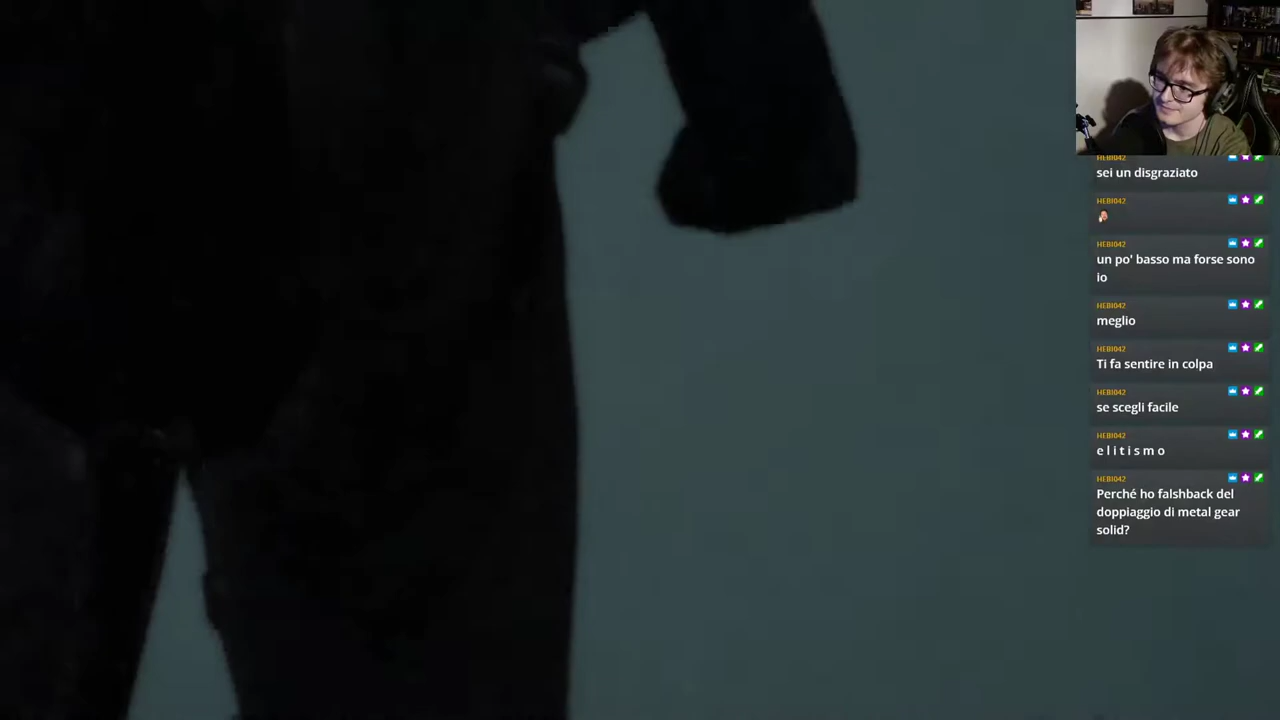 HEBI042
sei un disgraziato
HEBI042
HEBI042
un po' basso ma forse sono
io
HEBI042
meglio
HEBI042
Ti fa sentire in colpa
HEBI042
se scegli facile
HEBI042
e l i t i s m o
HEBI042
Perché ho falshback del
doppiaggio di metal gear
solid?